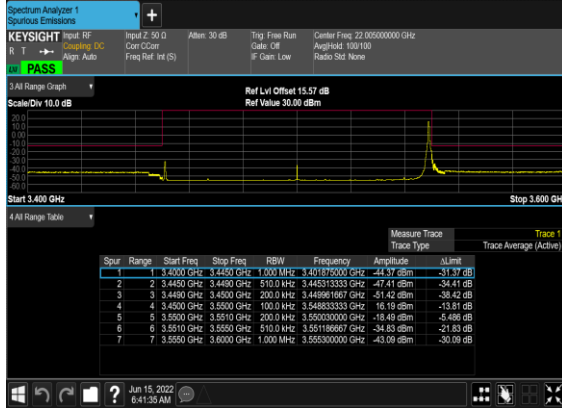 Spectrum Analyzer 1
Spurious Emissions
KEYSIGHT
R T
PASS
Input: RF
Coupling: DC
Align: Auto
Input Z: 50 Ω
Corr CCorr
Freq Ref: Int (S)
Atten: 30 dB
Trig: Free Run
Gate: Off
IF Gain: Low
Center Freq: 22.005000000 GHz
Avg|Hold: 100/100
Radio Std: None
3 All Range Graph
Scale/Div 10.0 dB
Ref Lvl Offset 15.57 dB
Ref Value 30.00 dBm
20.0
10.0
0.00
-10.0
-20.0
-30.0
-40.0
-50.0
-60.0
Start 3.400 GHz
Stop 3.600 GH
4 All Range Table
Measure Trace Trace 1
Trace Type Trace Average (Active)
Spur Range Start Freq Stop Freq RBW Frequency Amplitude ΔLimit
1 1 3.4000 GHz 3.4450 GHz 1.000 MHz 3.401875000 GHz -44.37 dBm -31.37 dB
2 2 3.4450 GHz 3.4490 GHz 510.0 kHz 3.445313333 GHz -47.41 dBm -34.41 dB
3 3 3.4490 GHz 3.4500 GHz 200.0 kHz 3.449961667 GHz -51.42 dBm -38.42 dB
4 4 3.4500 GHz 3.5500 GHz 100.0 kHz 3.548833333 GHz 16.19 dBm -13.81 dB
5 5 3.5500 GHz 3.5510 GHz 200.0 kHz 3.550030000 GHz -18.49 dBm -5.486 dB
6 6 3.5510 GHz 3.5550 GHz 510.0 kHz 3.551186667 GHz -34.83 dBm -21.83 dB
7 7 3.5550 GHz 3.6000 GHz 1.000 MHz 3.555300000 GHz -43.09 dBm -30.09 dB
Jun 15, 2022
6:41:35 AM